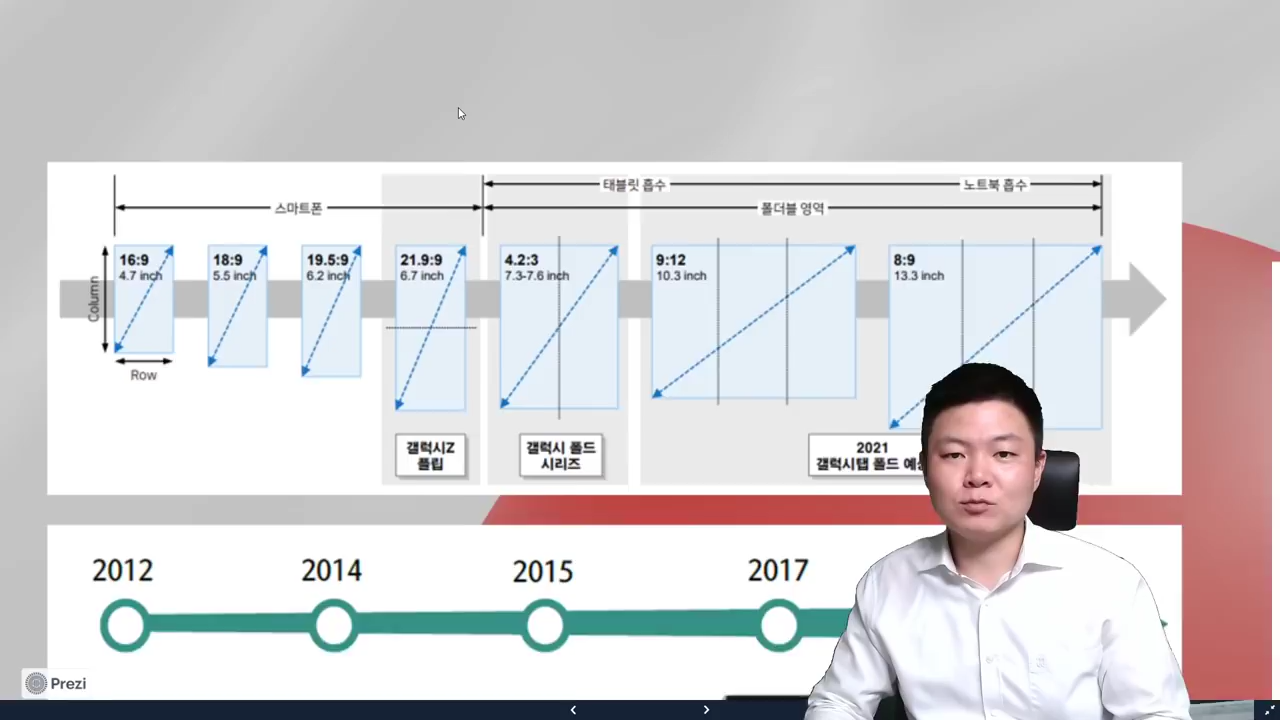 태블릿 흡수
노트북 흡수
스마트폰
폴더블 영역
16:9
4.7 inch
18:9
5.5 inch
19.5:9
6.2 inch
21.9:9
6.7 inch
4.2:3
7.3-7.6 inch
9:12
10.3 inch
8:9
13.3 inch
Column
Row
갤럭시Z
플립
갤럭시 폴드
시리즈
2021
갤럭시탭 폴드
2012
2014
2015
2017
Prezi